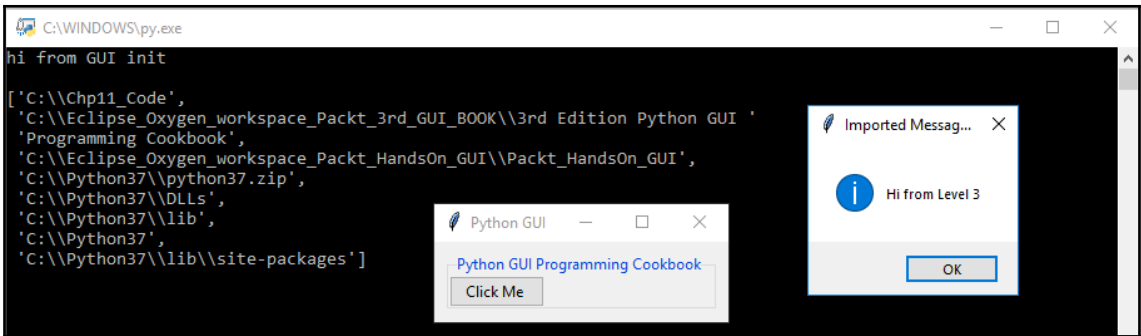 C:\WINDOWS\py.exe
hi from GUI init
['C:\\Chp11_Code',
'C:\\Eclipse_Oxygen_workspace_Packt_3rd_GUI_BOOK\\3rd Edition Python GUI '
'Programming Cookbook',
'C:\\Eclipse_Oxygen_workspace_Packt_HandsOn_GUI\\Packt_HandsOn_GUI',
'C:\\Python37\\python37.zip',
'C:\\Python37\\DLLs',
'C:\\Python37\\lib',
'C:\\Python37',
'C:\\Python37\\lib\\site-packages']
Python GUI
Python GUI Programming Cookbook
Click Me
Imported Messag...
Hi from Level 3
OK